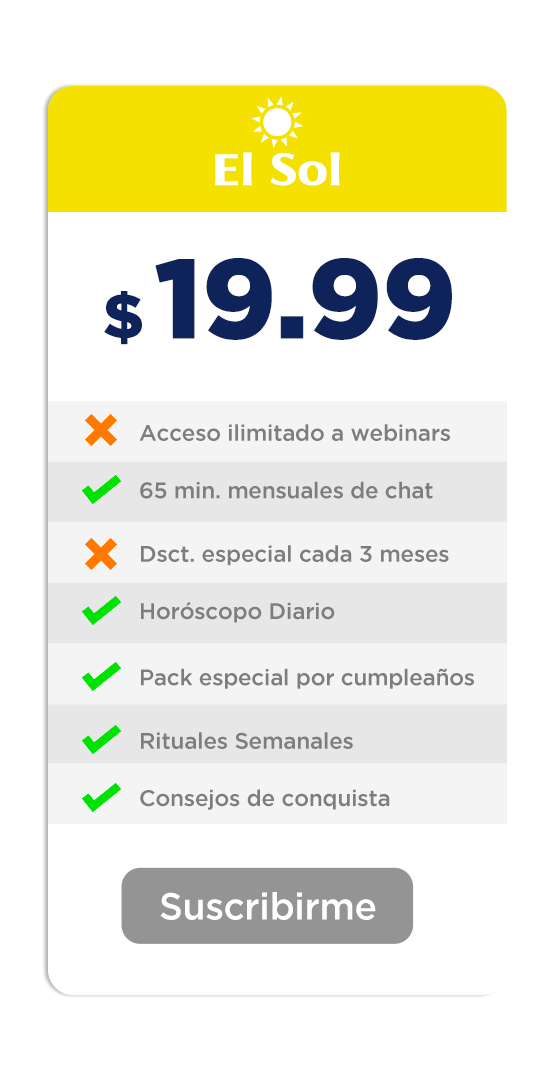 El Sol
$ 19.99
Acceso ilimitado a webinars
65 min. mensuales de chat
Dsct. especial cada 3 meses
Horóscopo Diario
Pack especial por cumpleaños
Rituales Semanales
Consejos de conquista
Suscribirme